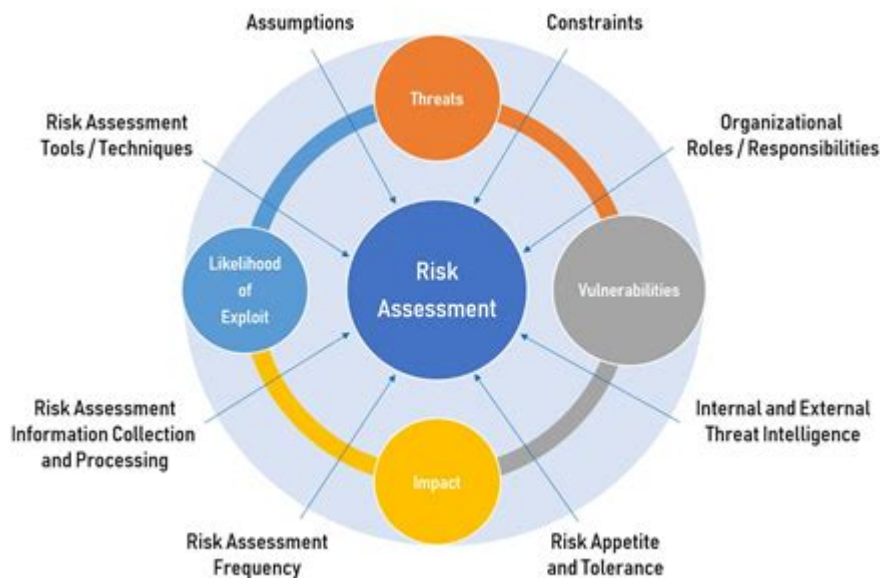 Assumptions
Constraints
Threats
Risk Assessment
Tools / Techniques
Organizational
Roles / Responsibilities
Likelihood
of
Exploit
Risk
Assessment
Vulnerabilities
Risk Assessment
Information Collection
and Processing
Internal and External
Threat Intelligence
Impact
Risk Assessment
Frequency
Risk Appetite
and Tolerance